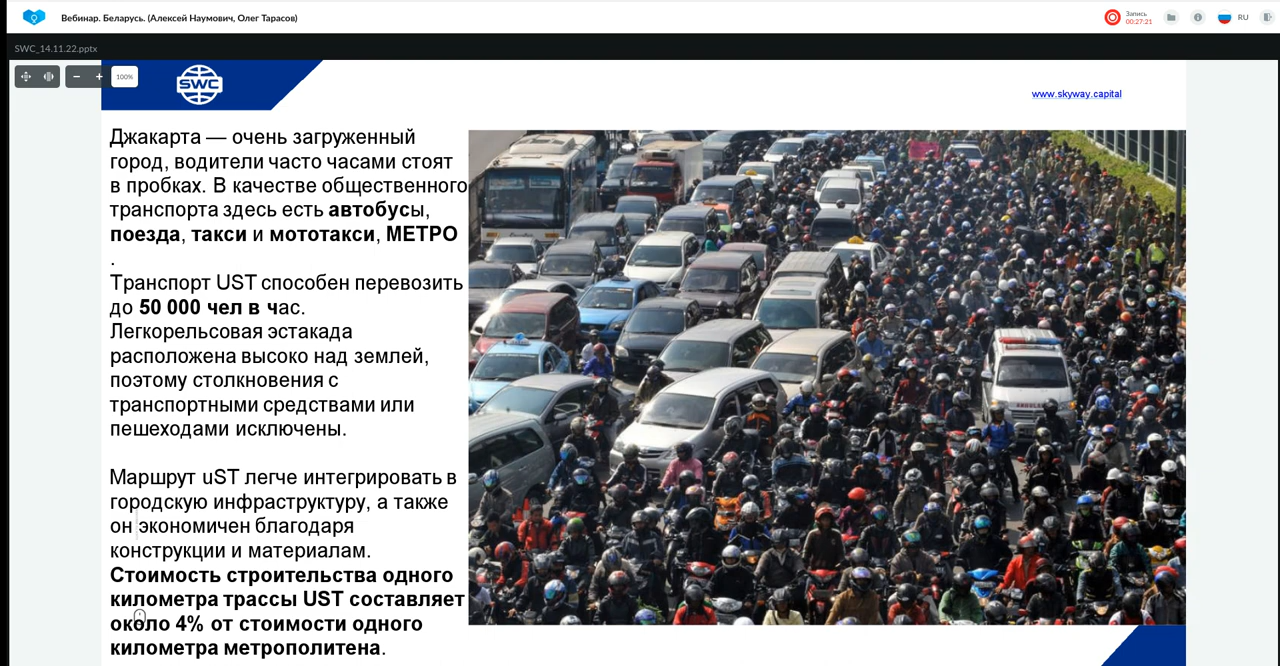 Вебинар. Беларусь. (Алексей Наумович, Олег Тарасов)
Запись
00:27:21
RU
SWC_14.11.22.pptx
100%
SWC
www.skyway.capital
Джакарта — очень загруженный
город, водители часто часами стоят
в пробках. В качестве общественного
транспорта здесь есть автобусы,
поезда, такси и мототакси, МЕТРО
.
Транспорт UST способен перевозить
до 50 000 чел в час.
Легкорельсовая эстакада
расположена высоко над землей,
поэтому столкновения с
транспортными средствами или
пешеходами исключены.
Маршрут uST легче интегрировать в
городскую инфраструктуру, а также
он экономичен благодаря
конструкции и материалам.
Стоимость строительства одного
километра трассы UST составляет
около 4% от стоимости одного
километра метрополитена.